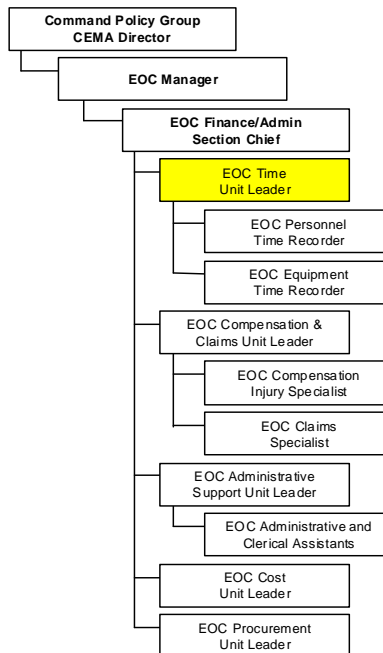 Command Policy Group
CEMA Director
EOC Manager
EOC Finance/Admin
Section Chief
EOC Time
Unit Leader
EOC Personnel
Time Recorder
EOC Equipment
Time Recorder
EOC Compensation &
Claims Unit Leader
EOC Compensation
Injury Specialist
EOC Claims
Specialist
EOC Administrative
Support Unit Leader
EOC Administrative and
Clerical Assistants
EOC Cost
Unit Leader
EOC Procurement
Unit Leader